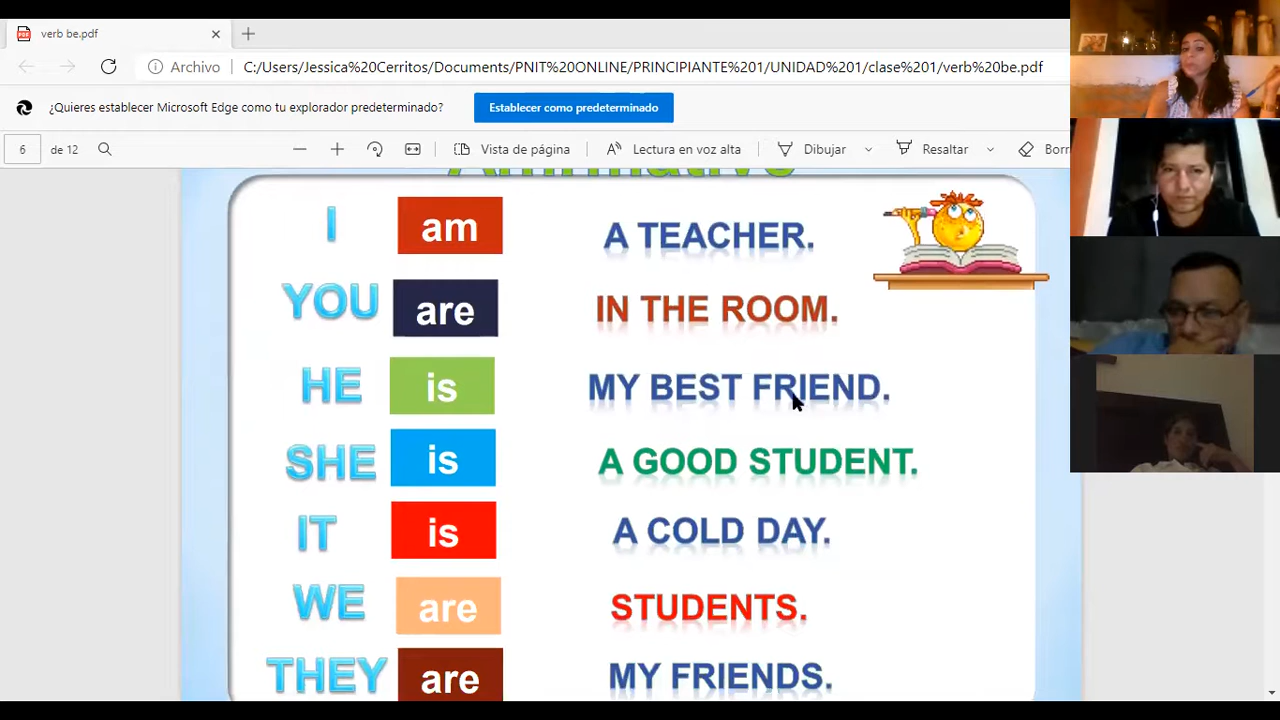 verb be.pdf
Archivo C:/Users/Jessica%20Cerritos/Documents/PNIT%20ONLINE/PRINCIPIANTE%201/UNIDAD%201/clase%201/verb%20be.pdf
¿Quieres establecer Microsoft Edge como tu explorador predeterminado? Establecer como predeterminado
6 de 12 Vista de página Lectura en voz alta Dibujar Resaltar Borr
I am A TEACHER.
YOU are IN THE ROOM.
HE is MY BEST FRIEND.
SHE is A GOOD STUDENT.
IT is A COLD DAY.
WE are STUDENTS.
THEY are MY FRIENDS.